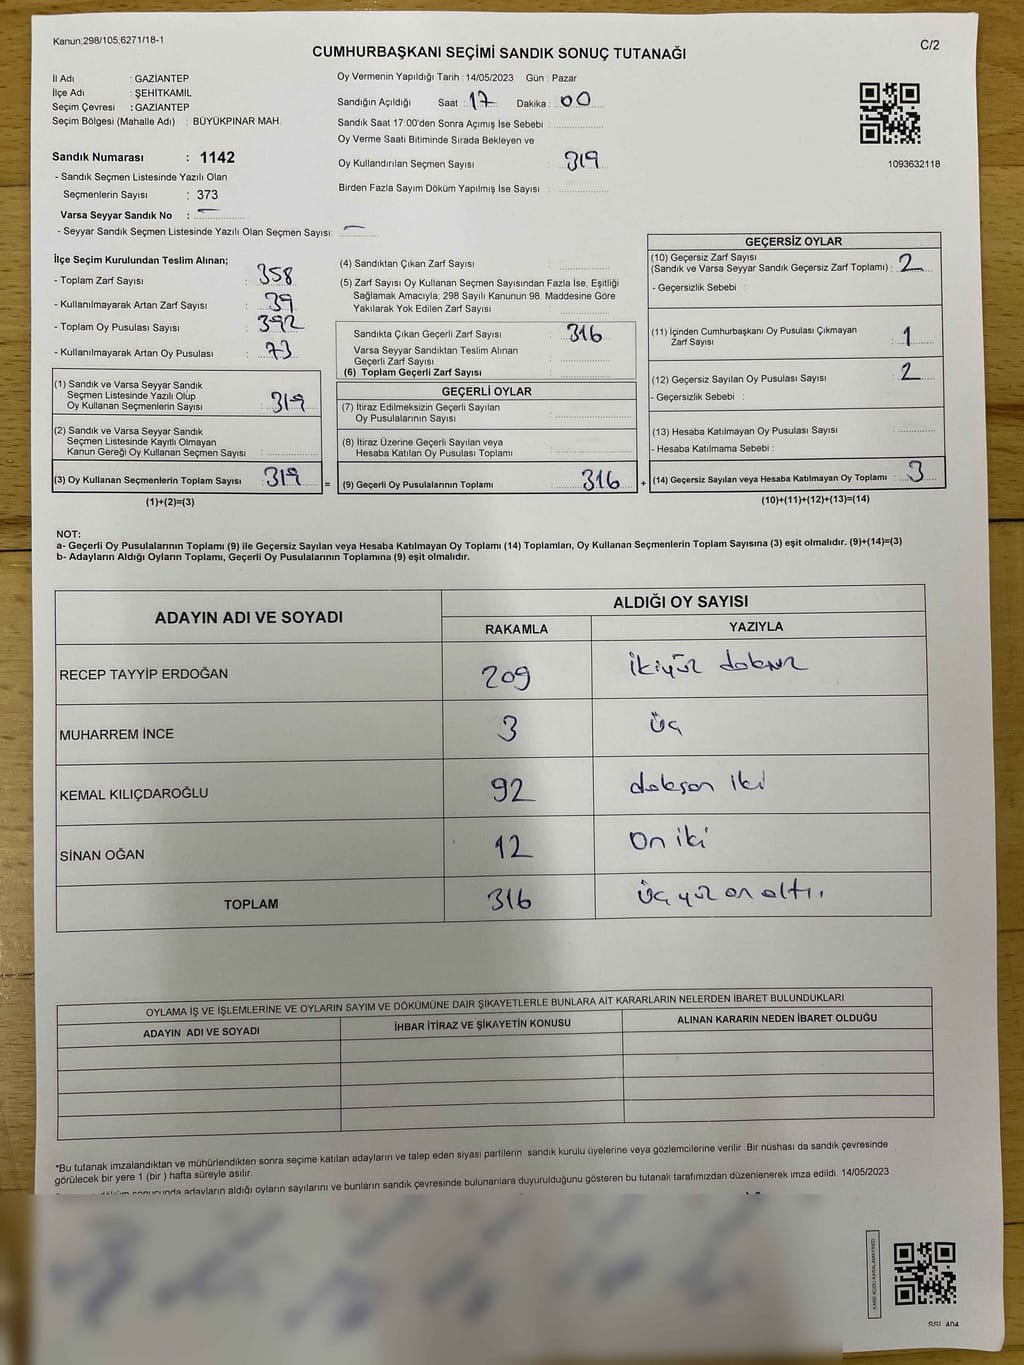 Kanun;298/105,6271/18-1
C/2
CUMHURBAŞKANI SEÇİMİ SANDIK SONUÇ TUTANAĞI
İl Adı : GAZİANTEP
İlçe Adı : ŞEHİTKAMİL
Seçim Çevresi : GAZİANTEP
Seçim Bölgesi (Mahalle Adı) : BÜYÜKPINAR MAH.
Sandık Numarası : 1142
- Sandık Seçmen Listesinde Yazılı Olan
Seçmenlerin Sayısı : 373
Varsa Seyyar Sandık No : —
- Seyyar Sandık Seçmen Listesinde Yazılı Olan Seçmen Sayısı: —
Oy Vermenin Yapıldığı Tarih : 14/05/2023 Gün : Pazar
Sandığın Açıldığı Saat : 17 Dakika : 00
Sandık Saat 17:00'den Sonra Açımış İse Sebebi :
Oy Verme Saati Bitiminde Sırada Bekleyen ve
Oy Kullandırılan Seçmen Sayısı : 319
Birden Fazla Sayım Döküm Yapılmış İse Sayısı :
1093632118
İlçe Seçim Kurulundan Teslim Alınan;
- Toplam Zarf Sayısı : 358
- Kullanılmayarak Artan Zarf Sayısı : 39
- Toplam Oy Pusulası Sayısı : 392
- Kullanılmayarak Artan Oy Pusulası : 73
(1) Sandık ve Varsa Seyyar Sandık
Seçmen Listesinde Yazılı Olup
Oy Kullanan Seçmenlerin Sayısı : 319
(2) Sandık ve Varsa Seyyar Sandık
Seçmen Listesinde Kayıtlı Olmayan
Kanun Gereği Oy Kullanan Seçmen Sayısı :
(3) Oy Kullanan Seçmenlerin Toplam Sayısı : 319 =
(1)+(2)=(3)
(4) Sandıktan Çıkan Zarf Sayısı :
(5) Zarf Sayısı Oy Kullanan Seçmen Sayısından Fazla İse, Eşitliği
Sağlamak Amacıyla; 298 Sayılı Kanunun 98. Maddesine Göre
Yakılarak Yok Edilen Zarf Sayısı :
Sandıkta Çıkan Geçerli Zarf Sayısı : 316
Varsa Seyyar Sandıktan Teslim Alınan
Geçerli Zarf Sayısı :
(6) Toplam Geçerli Zarf Sayısı :
GEÇERLİ OYLAR
(7) İtiraz Edilmeksizin Geçerli Sayılan
Oy Pusulalarının Sayısı :
(8) İtiraz Üzerine Geçerli Sayılan veya
Hesaba Katılan Oy Pusulası Toplamı :
(9) Geçerli Oy Pusulalarının Toplamı : 316 +
GEÇERSİZ OYLAR
(10) Geçersiz Zarf Sayısı
(Sandık ve Varsa Seyyar Sandık Geçersiz Zarf Toplamı) : 2
- Geçersizlik Sebebi :
(11) İçinden Cumhurbaşkanı Oy Pusulası Çıkmayan
Zarf Sayısı : 1
(12) Geçersiz Sayılan Oy Pusulası Sayısı : 2
- Geçersizlik Sebebi :
(13) Hesaba Katılmayan Oy Pusulası Sayısı :
- Hesaba Katılmama Sebebi :
(14) Geçersiz Sayılan veya Hesaba Katılmayan Oy Toplamı : 3
(10)+(11)+(12)+(13)=(14)
NOT:
a- Geçerli Oy Pusulalarının Toplamı (9) ile Geçersiz Sayılan veya Hesaba Katılmayan Oy Toplamı (14) Toplamları, Oy Kullanan Seçmenlerin Toplam Sayısına (3) eşit olmalıdır. (9)+(14)=(3)
b- Adayların Aldığı Oyların Toplamı, Geçerli Oy Pusulalarının Toplamına (9) eşit olmalıdır.
ADAYIN ADI VE SOYADI ALDIĞI OY SAYISI
RAKAMLA YAZIYLA
RECEP TAYYİP ERDOĞAN 209 ikiyüz dokuz
MUHARREM İNCE 3 üç
KEMAL KILIÇDAROĞLU 92 doksan iki
SİNAN OĞAN 12 on iki
TOPLAM 316 üç yüz on altı
OYLAMA İŞ VE İŞLEMLERİNE VE OYLARIN SAYIM VE DÖKÜMÜNE DAİR ŞİKAYETLERLE BUNLARA AİT KARARLARIN NELERDEN İBARET BULUNDUKLARI
ADAYIN ADI VE SOYADI İHBAR İTİRAZ VE ŞİKAYETİN KONUSU ALINAN KARARIN NEDEN İBARET OLDUĞU
*Bu tutanak imzalandıktan ve mühürlendikten sonra seçime katılan adayların ve talep eden siyasi partilerin sandık kurulu üyelerine veya gözlemcilerine verilir. Bir nüshası da sandık çevresinde
görülecek bir yere 1 (bir ) hafta süreyle asılır.
döküm sonucunda adayların aldığı oyların sayılarını ve bunların sandık çevresinde bulunanlara duyurulduğunu gösteren bu tutanak tarafımızdan düzenlenerek imza edildi. 14/05/2023